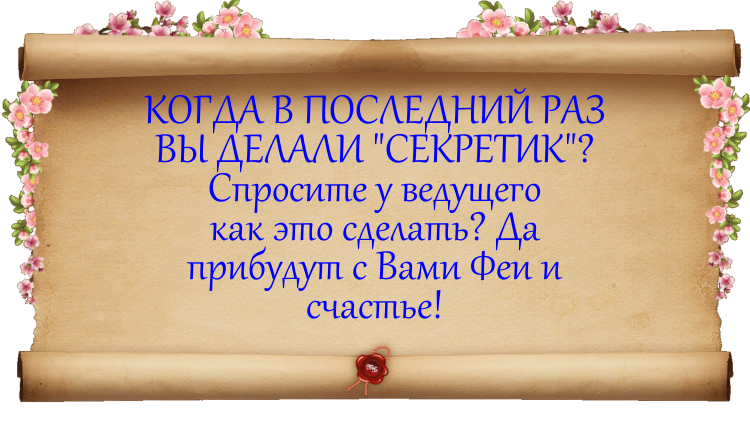 КОГДА В ПОСЛЕДНИЙ РАЗ
ВЫ ДЕЛАЛИ "СЕКРЕТИК"?
Спросите у ведущего
как это сделать? Да
прибудут с Вами Феи и
счастье!